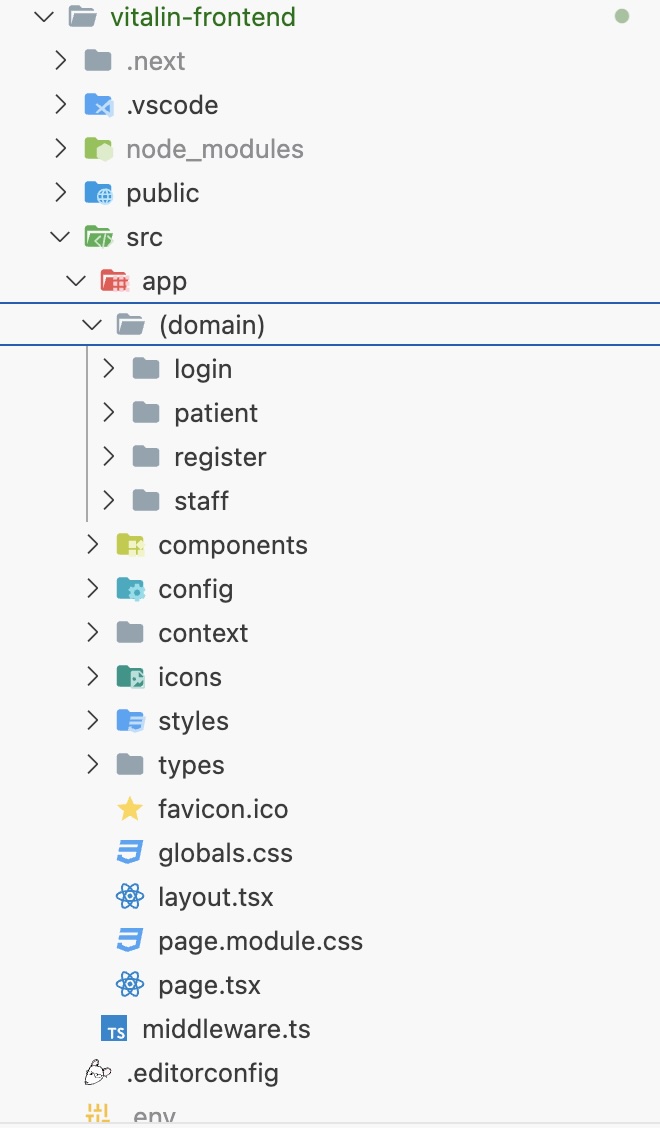 vitalin-frontend
.next
.vscode
node_modules
public
src
app
(domain)
login
patient
register
staff
components
config
context
icons
styles
types
favicon.ico
globals.css
layout.tsx
page.module.css
page.tsx
TS middleware.ts
.editorconfig
.env